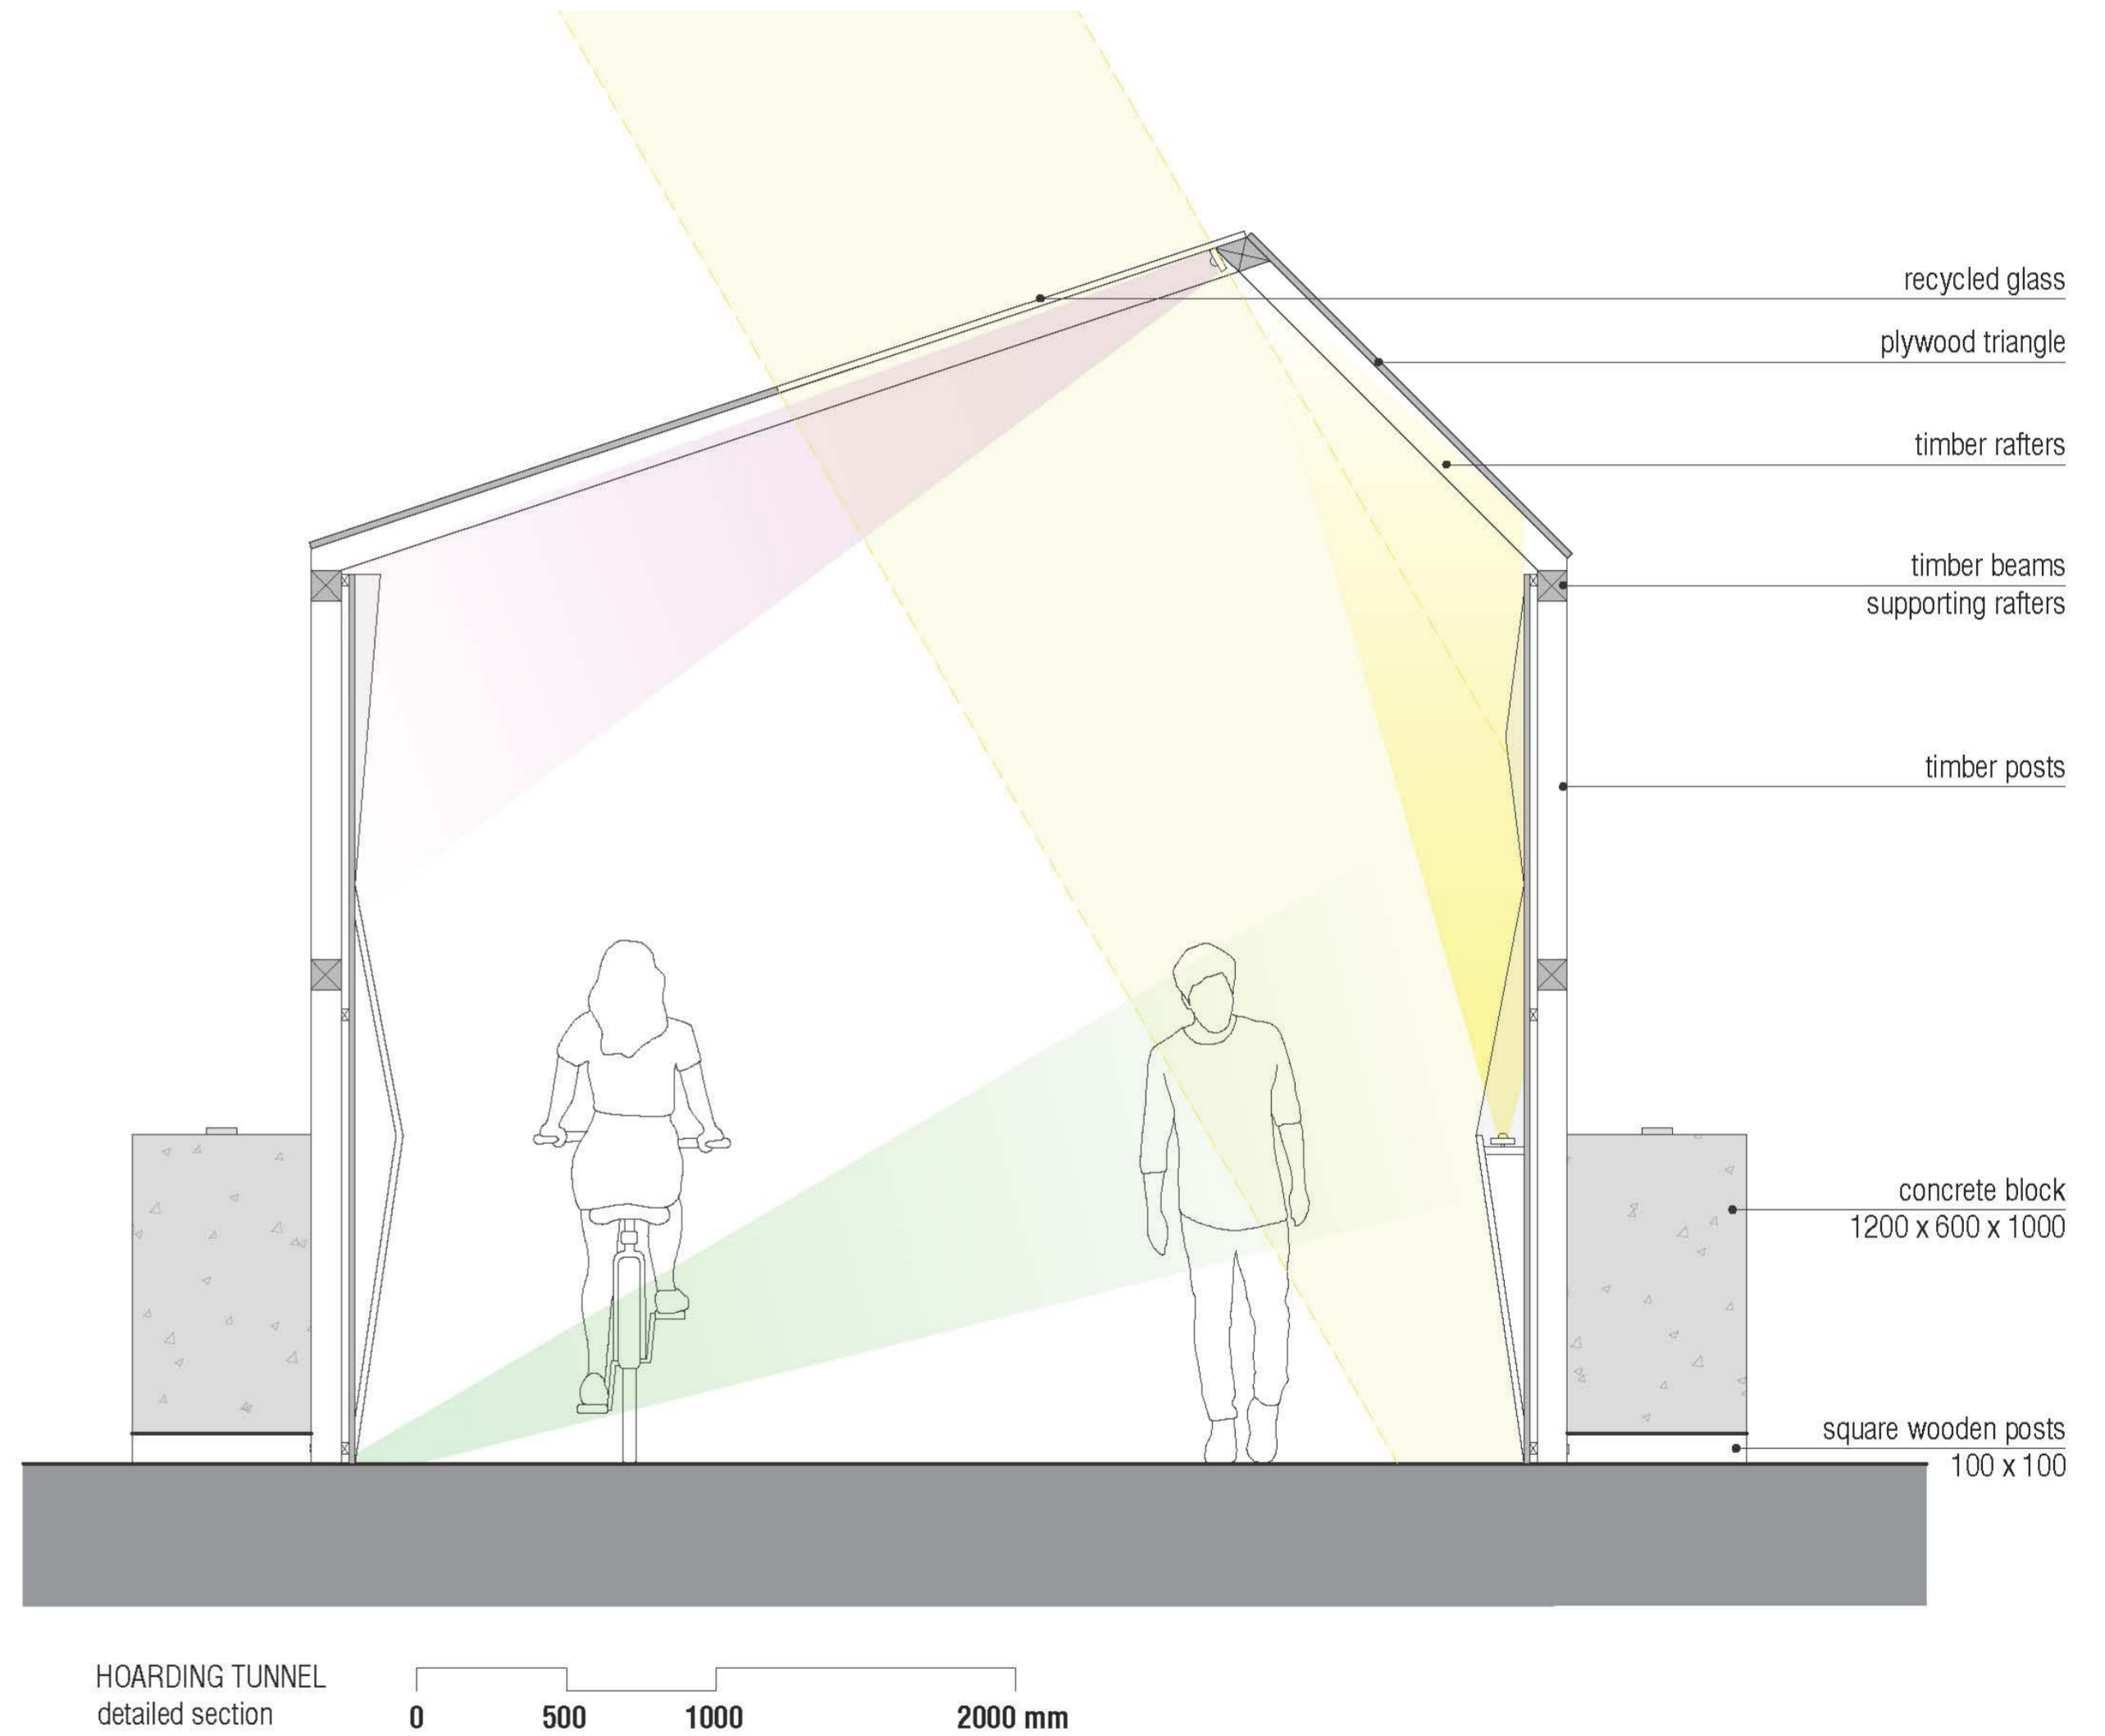 recycled glass
plywood triangle
timber rafters
timber beams
supporting rafters
timber posts
concrete block
1200 x 600 x 1000
square wooden posts
100 x 100
HOARDING TUNNEL
detailed section
0 500 1000 2000 mm